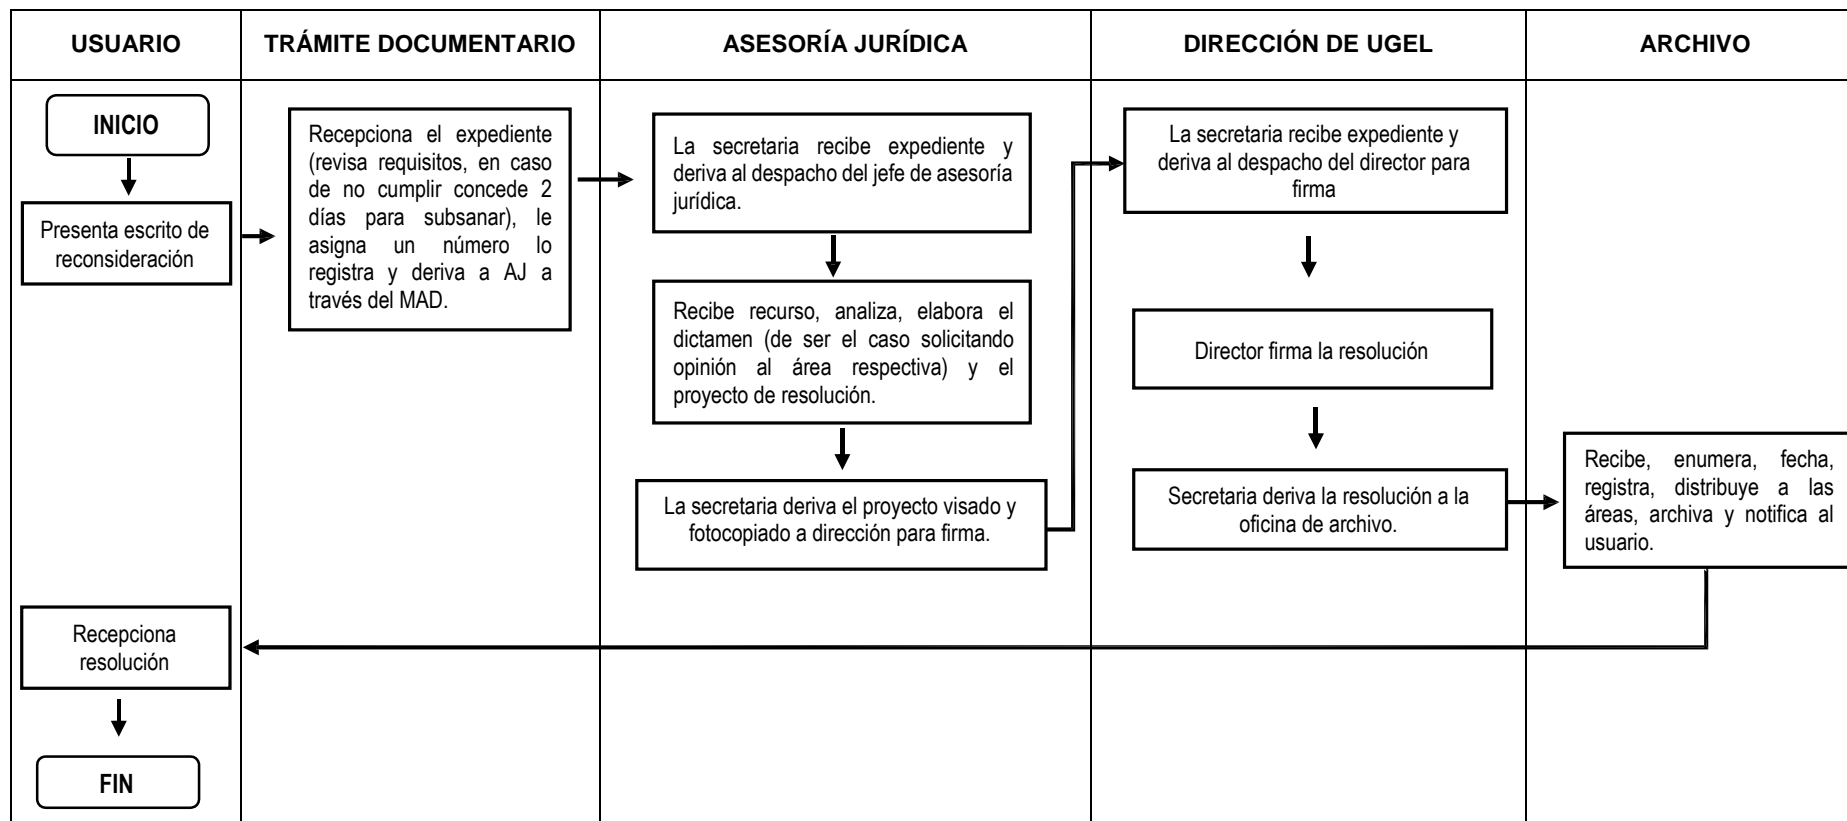 USUARIO
TRÁMITE DOCUMENTARIO
ASESORÍA JURÍDICA
DIRECCIÓN DE UGEL
ARCHIVO
INICIO
Presenta escrito de
reconsideración
Recepciona el expediente
(revisa requisitos, en caso
de no cumplir concede 2
días para subsanar), le
asigna un número lo
registra y deriva a AJ a
través del MAD.
La secretaria recibe expediente y
deriva al despacho del jefe de asesoría
jurídica.
Recibe recurso, analiza, elabora el
dictamen (de ser el caso solicitando
opinión al área respectiva) y el
proyecto de resolución.
La secretaria deriva el proyecto visado y
fotocopiado a dirección para firma.
La secretaria recibe expediente y
deriva al despacho del director para
firma
Director firma la resolución
Secretaria deriva la resolución a la
oficina de archivo.
Recibe, enumera, fecha,
registra, distribuye a las
áreas, archiva y notifica al
usuario.
Recepciona
resolución
FIN